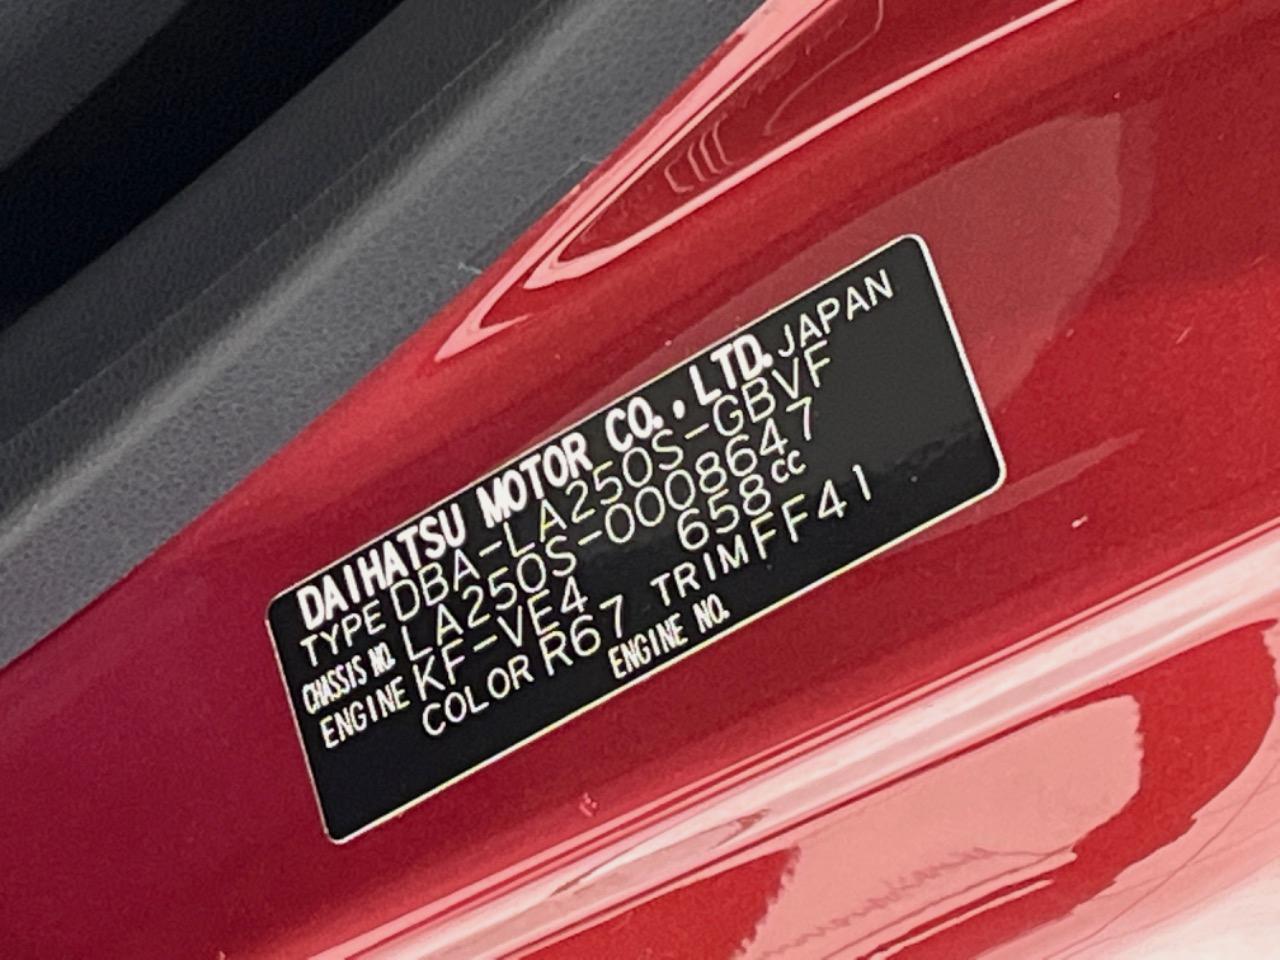 DAIHATSU MOTOR CO., LTD. JAPAN
TYPE DBA-LA250S-GBVF
CHASSIS NO. LA250S-0008647
ENGINE KF-VE4 658cc
COLOR R67 TRIM FF41
ENGINE NO.